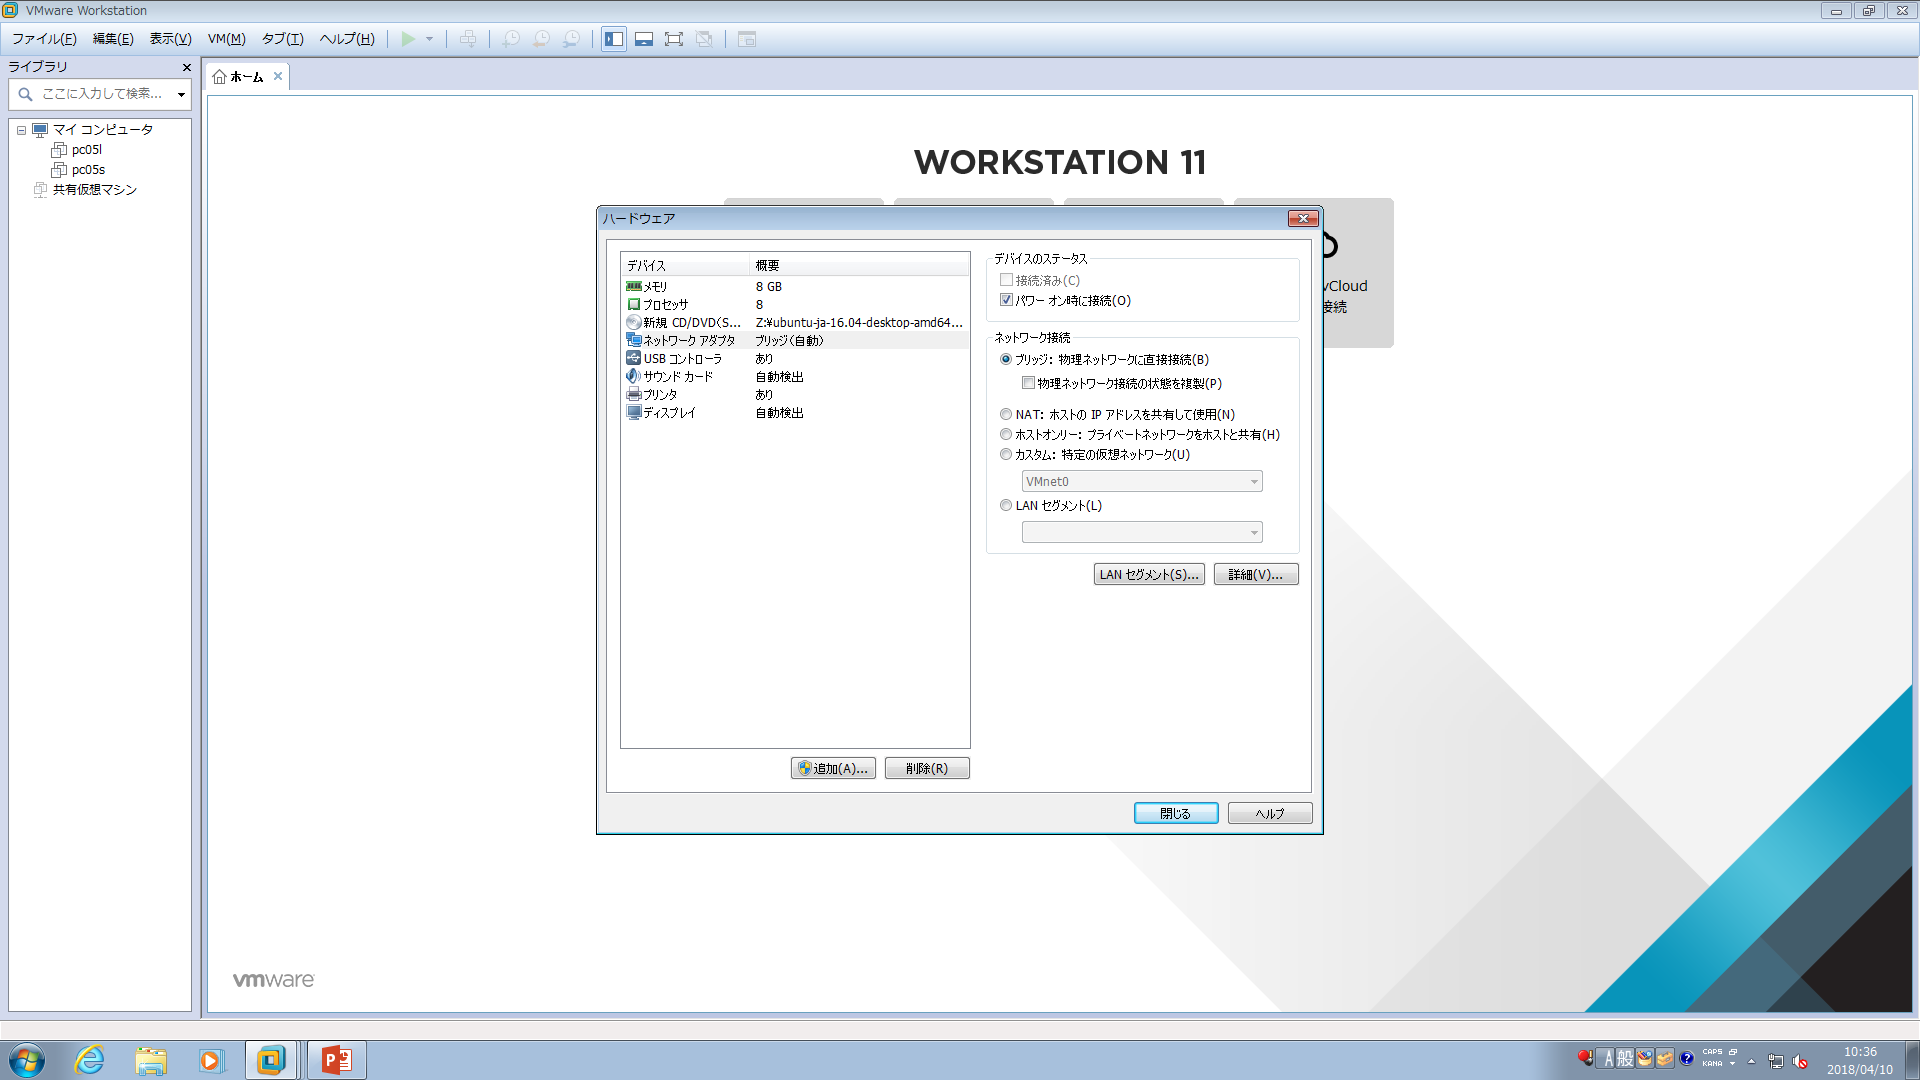 VMware Workstation
ファイル(F) 編集(E) 表示(V) VM(M) タブ(T) ヘルプ(H)
ライブラリ
ここに入力して検索...
マイ コンピュータ
pc05l
pc05s
共有仮想マシン
ホーム
WORKSTATION 11
vCloud
接続
ハードウェア
デバイス 概要
メモリ 8 GB
プロセッサ 8
新規 CD/DVD（S... Z:¥ubuntu-ja-16.04-desktop-amd64...
ネットワーク アダプタ ブリッジ（自動）
USB コントローラ あり
サウンド カード 自動検出
プリンタ あり
ディスプレイ 自動検出
追加(A)... 削除(R)
デバイスのステータス
接続済み(C)
パワー オン時に接続(O)
ネットワーク接続
ブリッジ: 物理ネットワークに直接接続(B)
物理ネットワーク接続の状態を複製(P)
NAT: ホストの IP アドレスを共有して使用(N)
ホストオンリー: プライベートネットワークをホストと共有(H)
カスタム: 特定の仮想ネットワーク(U)
VMnet0
LAN セグメント(L)
LAN セグメント(S)... 詳細(V)...
閉じる ヘルプ
vmware
A 般 CAPS
KANA
10:36
2018/04/10